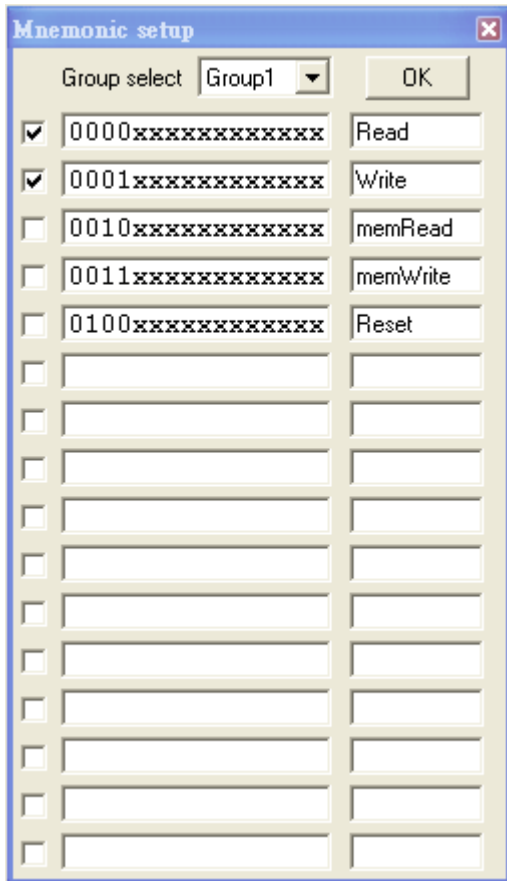 Mnemonic setup
Group select Group1 OK
0000xxxxxxxxxxxx Read
0001xxxxxxxxxxxx Write
0010xxxxxxxxxxxx memRead
0011xxxxxxxxxxxx memWrite
0100xxxxxxxxxxxx Reset